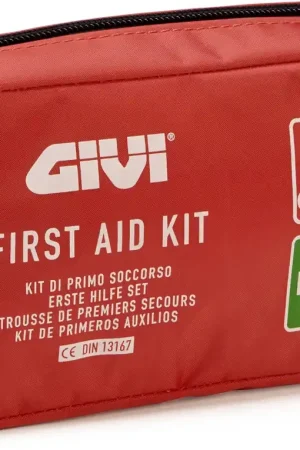 GIVI®
FIRST AID KIT
KIT DI PRIMO SOCCORSO
ERSTE HILFE SET
TROUSSE DE PREMIERS SECOURS
KIT DE PRIMEROS AUXILIOS
CE DIN 13167